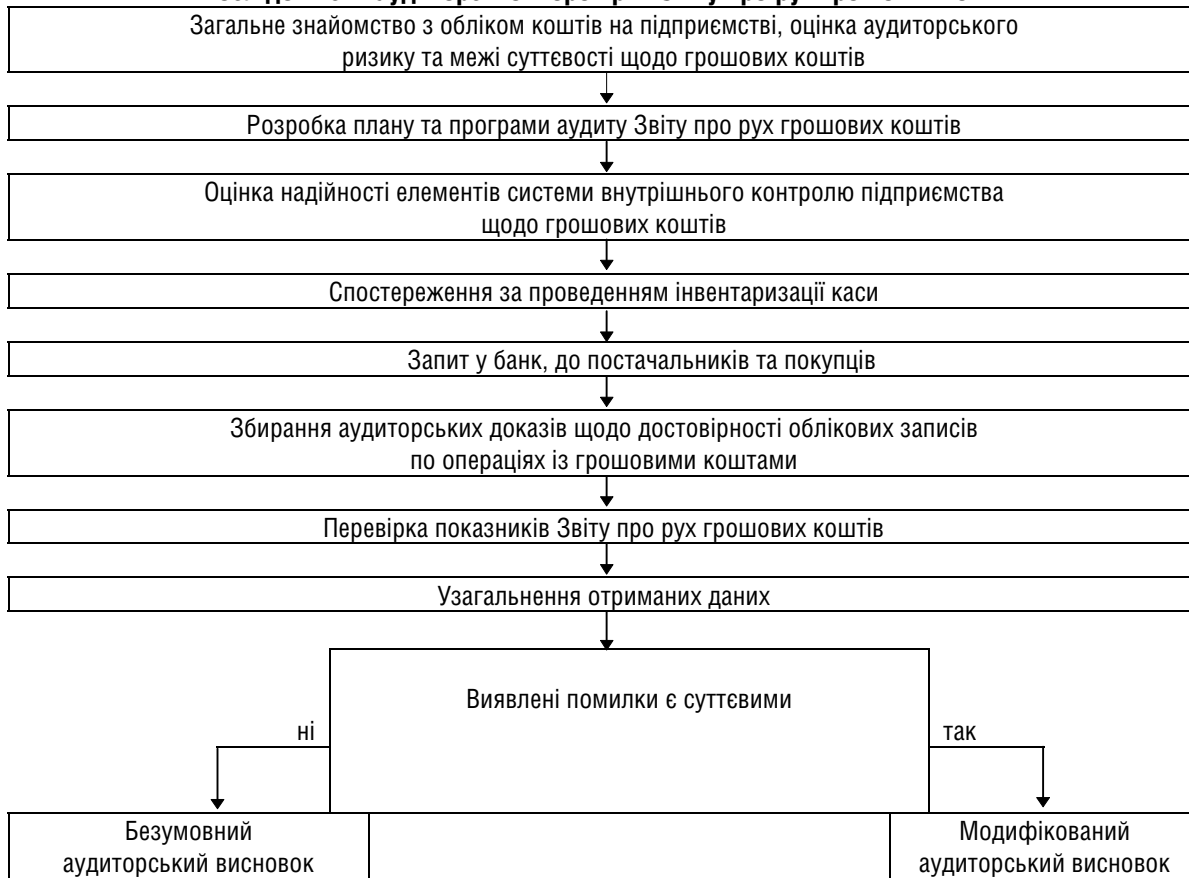 Загальне знайомство з обліком коштів на підприємстві, оцінка аудиторського
ризику та межі суттєвості щодо грошових коштів
Розробка плану та програми аудиту Звіту про рух грошових коштів
Оцінка надійності елементів системи внутрішнього контролю підприємства
щодо грошових коштів
Спостереження за проведенням інвентаризації каси
Запит у банк, до постачальників та покупців
Збирання аудиторських доказів щодо достовірності облікових записів
по операціях із грошовими коштами
Перевірка показників Звіту про рух грошових коштів
Узагальнення отриманих даних
Виявлені помилки є суттєвими
ні
так
Безумовний
аудиторський висновок
Модифікований
аудиторський висновок